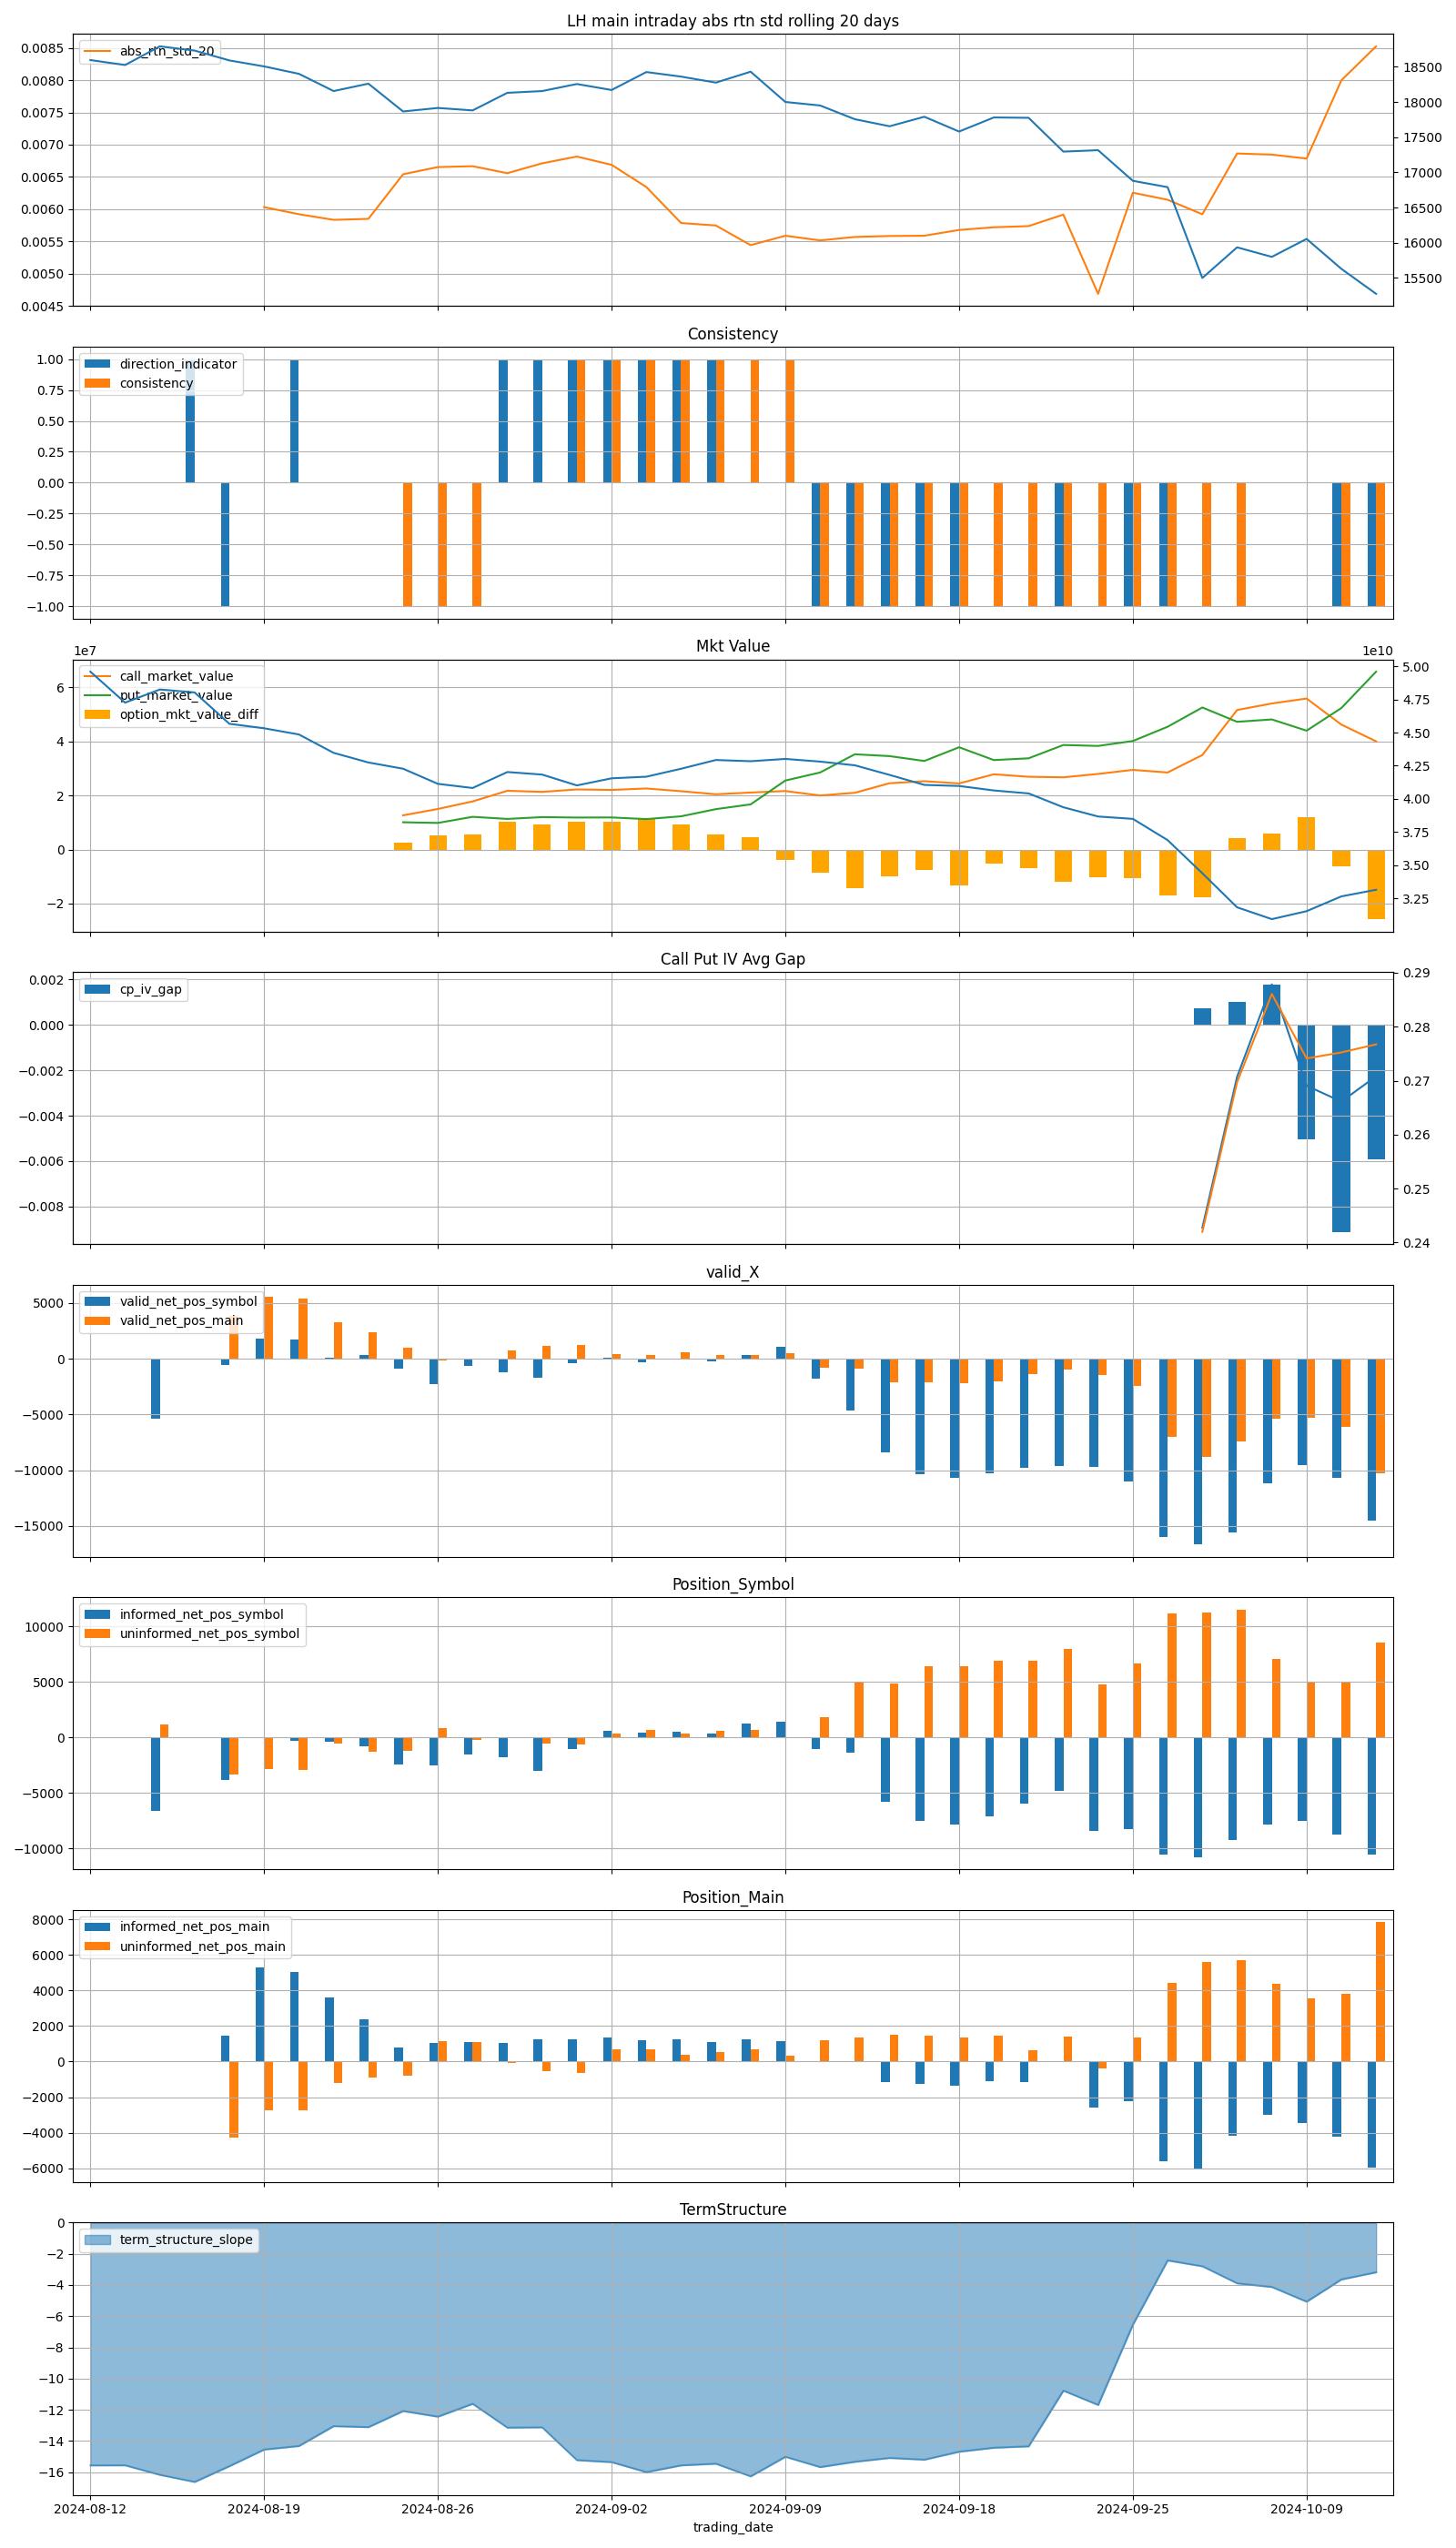 LH main intraday abs rtn std rolling 20 days
abs_rtn_std_20
0.0085
0.0080
0.0075
0.0070
0.0065
0.0060
0.0055
0.0050
0.0045
18500
18000
17500
17000
16500
16000
15500
Consistency
direction_indicator
consistency
1.00
0.75
0.50
0.25
0.00
−0.25
−0.50
−0.75
−1.00
Mkt Value
1e7
1e10
call_market_value
put_market_value
option_mkt_value_diff
6
4
2
0
−2
5.00
4.75
4.50
4.25
4.00
3.75
3.50
3.25
Call Put IV Avg Gap
cp_iv_gap
0.002
0.000
−0.002
−0.004
−0.006
−0.008
0.29
0.28
0.27
0.26
0.25
0.24
valid_X
valid_net_pos_symbol
valid_net_pos_main
5000
0
−5000
−10000
−15000
Position_Symbol
informed_net_pos_symbol
uninformed_net_pos_symbol
10000
5000
0
−5000
−10000
Position_Main
informed_net_pos_main
uninformed_net_pos_main
8000
6000
4000
2000
0
−2000
−4000
−6000
TermStructure
term_structure_slope
0
−2
−4
−6
−8
−10
−12
−14
−16
2024-08-12 2024-08-19 2024-08-26 2024-09-02 2024-09-09 2024-09-18 2024-09-25 2024-10-09
trading_date